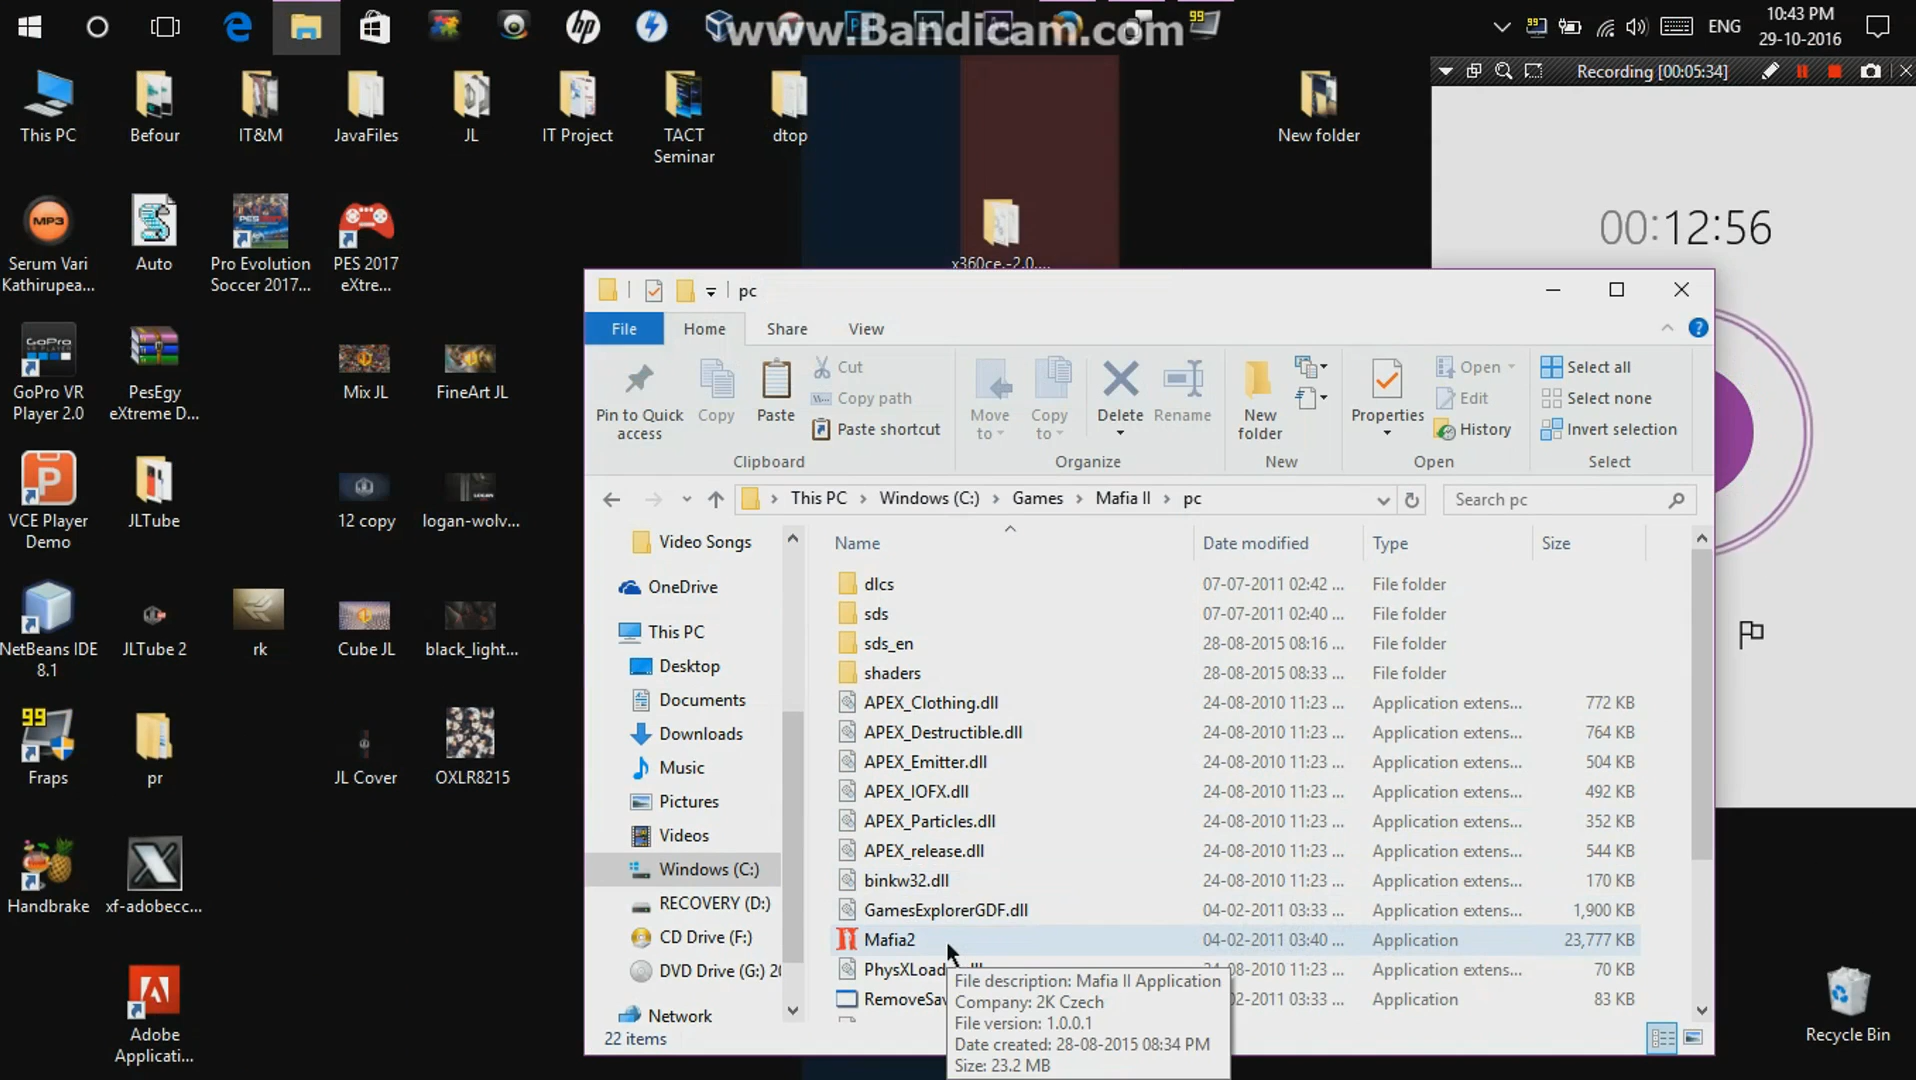 www.Bandicam.com
99
ENG
10:43 PM
29-10-2016
Recording [00:05:34]
This PC
Befour
IT&M
JavaFiles
JL
IT Project
TACT
Seminar
dtop
New folder
00:12:56
MP3
Serum Vari
Kathirupea...
Auto
Pro Evolution
Soccer 2017...
PES 2017
eXtre...
x360ce.-2.0....
GoPro VR
Player 2.0
PesEgy
eXtreme D...
Mix JL
FineArt JL
VCE Player
Demo
JLTube
12 copy
logan-wolv...
NetBeans IDE
8.1
JLTube 2
rk
Cube JL
black_light...
99
Fraps
pr
JL Cover
OXLR8215
Handbrake
xf-adobecc...
Adobe
Applicati...
Recycle Bin
pc
File
Home
Share
View
Pin to Quick
access
Copy
Paste
Cut
Copy path
Paste shortcut
Clipboard
Move
to
Copy
to
Delete
Rename
Organize
New
folder
New
Properties
Open
Edit
History
Open
Select all
Select none
Invert selection
Select
This PC
Windows (C:)
Games
Mafia II
pc
Search pc
Video Songs
OneDrive
This PC
Desktop
Documents
Downloads
Music
Pictures
Videos
Windows (C:)
RECOVERY (D:)
CD Drive (F:)
DVD Drive (G:) 2
Network
Name Date modified Type Size
dlcs 07-07-2011 02:42 ... File folder
sds 07-07-2011 02:40 ... File folder
sds_en 28-08-2015 08:16 ... File folder
shaders 28-08-2015 08:33 ... File folder
APEX_Clothing.dll 24-08-2010 11:23 ... Application extens... 772 KB
APEX_Destructible.dll 24-08-2010 11:23 ... Application extens... 764 KB
APEX_Emitter.dll 24-08-2010 11:23 ... Application extens... 504 KB
APEX_IOFX.dll 24-08-2010 11:23 ... Application extens... 492 KB
APEX_Particles.dll 24-08-2010 11:23 ... Application extens... 352 KB
APEX_release.dll 24-08-2010 11:23 ... Application extens... 544 KB
binkw32.dll 24-08-2010 11:23 ... Application extens... 170 KB
GamesExplorerGDF.dll 04-02-2011 03:33 ... Application extens... 1,900 KB
Mafia2 04-02-2011 03:40 ... Application 23,777 KB
PhysXLoad 24-08-2010 11:23 ... Application extens... 70 KB
RemoveSav 2-2011 03:33 ... Application 83 KB
File description: Mafia II Application
Company: 2K Czech
File version: 1.0.0.1
Date created: 28-08-2015 08:34 PM
Size: 23.2 MB
22 items